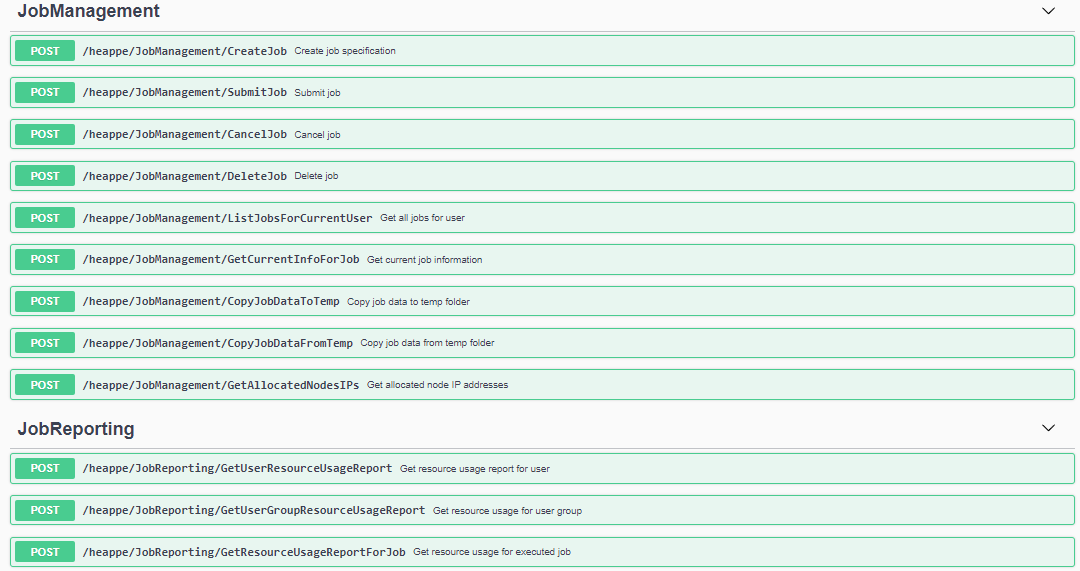 JobManagement
POST /heappe/JobManagement/CreateJob Create job specification
POST /heappe/JobManagement/SubmitJob Submit job
POST /heappe/JobManagement/CancelJob Cancel job
POST /heappe/JobManagement/DeleteJob Delete job
POST /heappe/JobManagement/ListJobsForCurrentUser Get all jobs for user
POST /heappe/JobManagement/GetCurrentInfoForJob Get current job information
POST /heappe/JobManagement/CopyJobDataToTemp Copy job data to temp folder
POST /heappe/JobManagement/CopyJobDataFromTemp Copy job data from temp folder
POST /heappe/JobManagement/GetAllocatedNodesIPs Get allocated node IP addresses
JobReporting
POST /heappe/JobReporting/GetUserResourceUsageReport Get resource usage report for user
POST /heappe/JobReporting/GetUserGroupResourceUsageReport Get resource usage for user group
POST /heappe/JobReporting/GetResourceUsageReportForJob Get resource usage for executed job